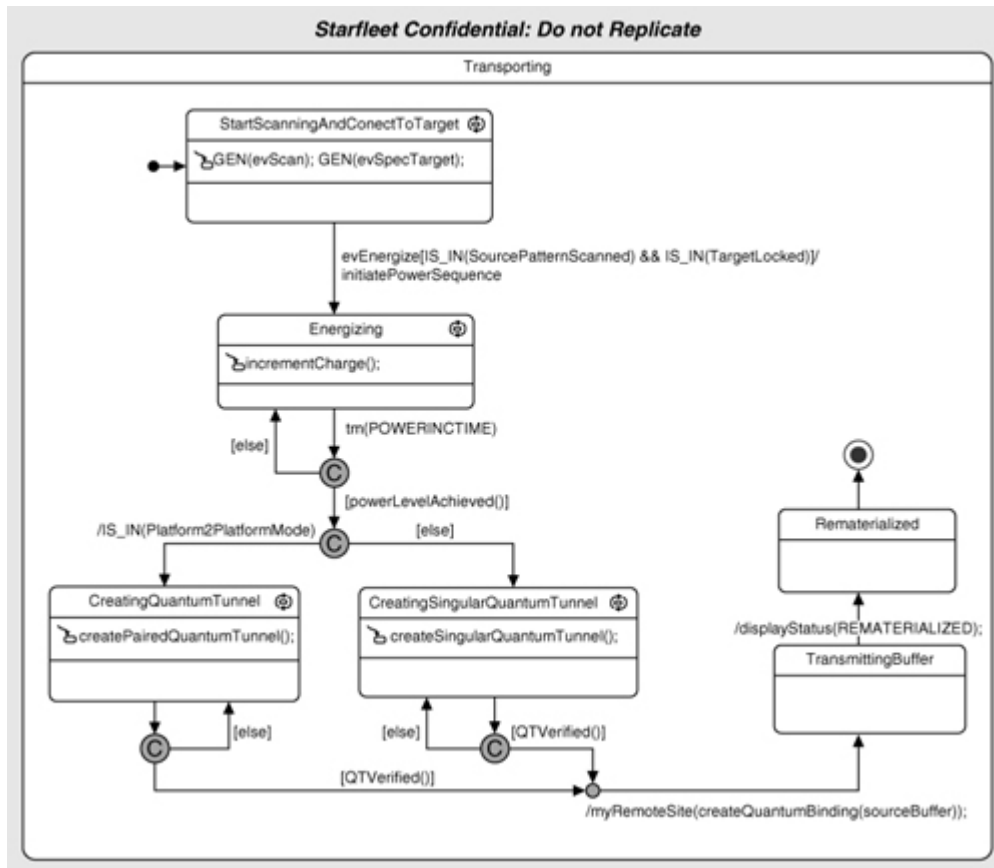 Starfleet Confidential: Do not Replicate
Transporting
StartScanningAndConectToTarget
GEN(evScan); GEN(evSpecTarget);
evEnergize[IS_IN(SourcePatternScanned) && IS_IN(TargetLocked)]/
initiatePowerSequence
Energizing
incrementCharge();
tm(POWERINCTIME)
[else]
C
[powerLevelAchieved()]
/IS_IN(Platform2PlatformMode)
C
[else]
CreatingQuantumTunnel
createPairedQuantumTunnel();
CreatingSingularQuantumTunnel
createSingularQuantumTunnel();
Rematerialized
/displayStatus(REMATERIALIZED);
TransmittingBuffer
C
[else]
[else]
C
[QTVerified()]
[QTVerified()]
/myRemoteSite(createQuantumBinding(sourceBuffer));